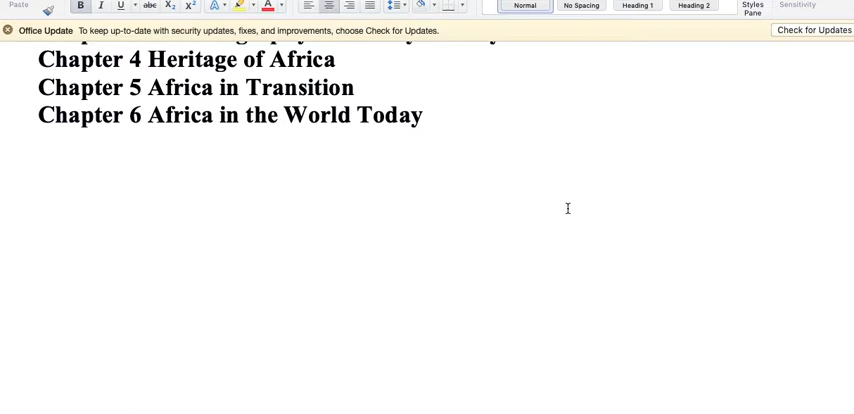 Paste
B I U abc X2 X2 A A
Normal No Spacing Heading 1 Heading 2 Styles Pane Sensitivity
Office Update To keep up-to-date with security updates, fixes, and improvements, choose Check for Updates. Check for Updates
Chapter 4 Heritage of Africa
Chapter 5 Africa in Transition
Chapter 6 Africa in the World Today